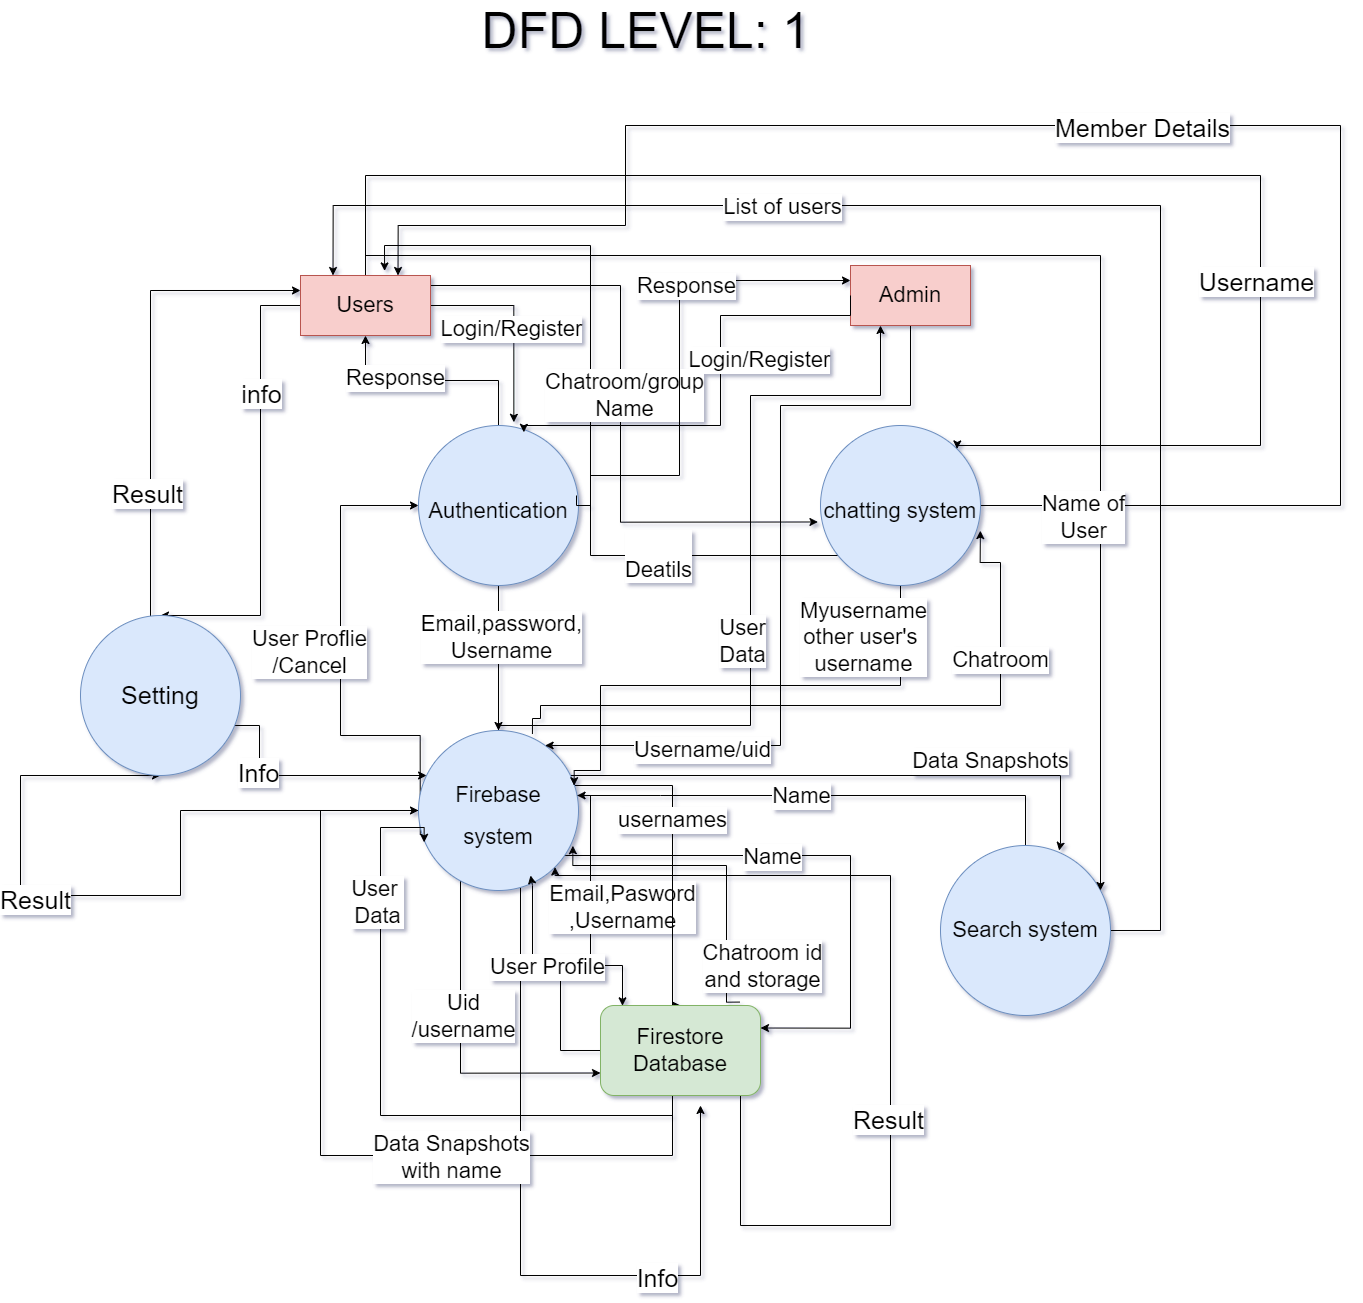 DFD LEVEL: 1
Member Details
List of users
Username
Response
Admin
Users
Login/Register
Login/Register
Response
Chatroom/group
Name
info
Result
Authentication
chatting system
Name of
User
Deatils
Email,password,
Username
User Proflie
/Cancel
User
Data
Myusername
other user's
username
Chatroom
Setting
Username/uid
Data Snapshots
Info
Firebase
system
Name
usernames
Name
Result
User
Data
Email,Pasword
,Username
Search system
Chatroom id
and storage
User Profile
Uid
/username
Firestore
Database
Result
Data Snapshots
with name
Info